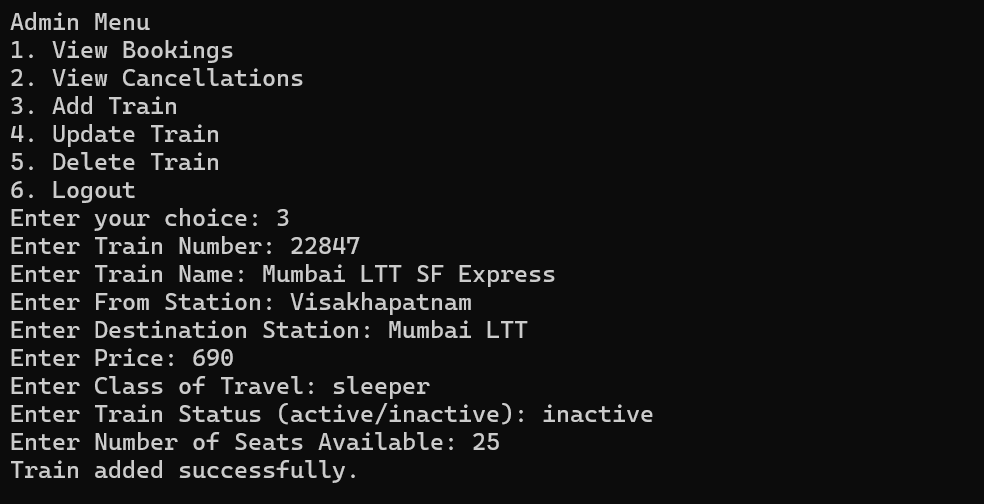 Admin Menu
1. View Bookings
2. View Cancellations
3. Add Train
4. Update Train
5. Delete Train
6. Logout
Enter your choice: 3
Enter Train Number: 22847
Enter Train Name: Mumbai LTT SF Express
Enter From Station: Visakhapatnam
Enter Destination Station: Mumbai LTT
Enter Price: 690
Enter Class of Travel: sleeper
Enter Train Status (active/inactive): inactive
Enter Number of Seats Available: 25
Train added successfully.